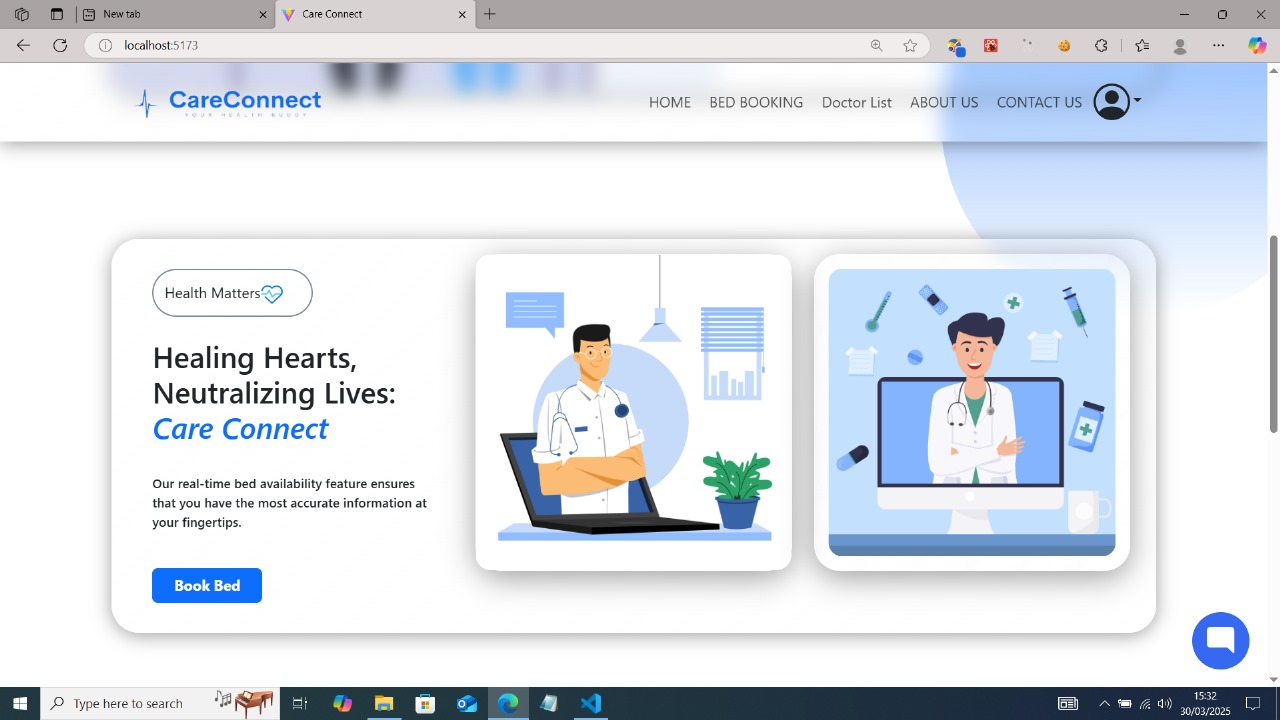 New tab
Care Connect
localhost:5173
CareConnect
YOUR HEALTH BUDDY
HOME
BED BOOKING
Doctor List
ABOUT US
CONTACT US
Health Matters
Healing Hearts,
Neutralizing Lives:
Care Connect
Our real-time bed availability feature ensures
that you have the most accurate information at
your fingertips.
Book Bed
Type here to search
15:32
30/03/2025